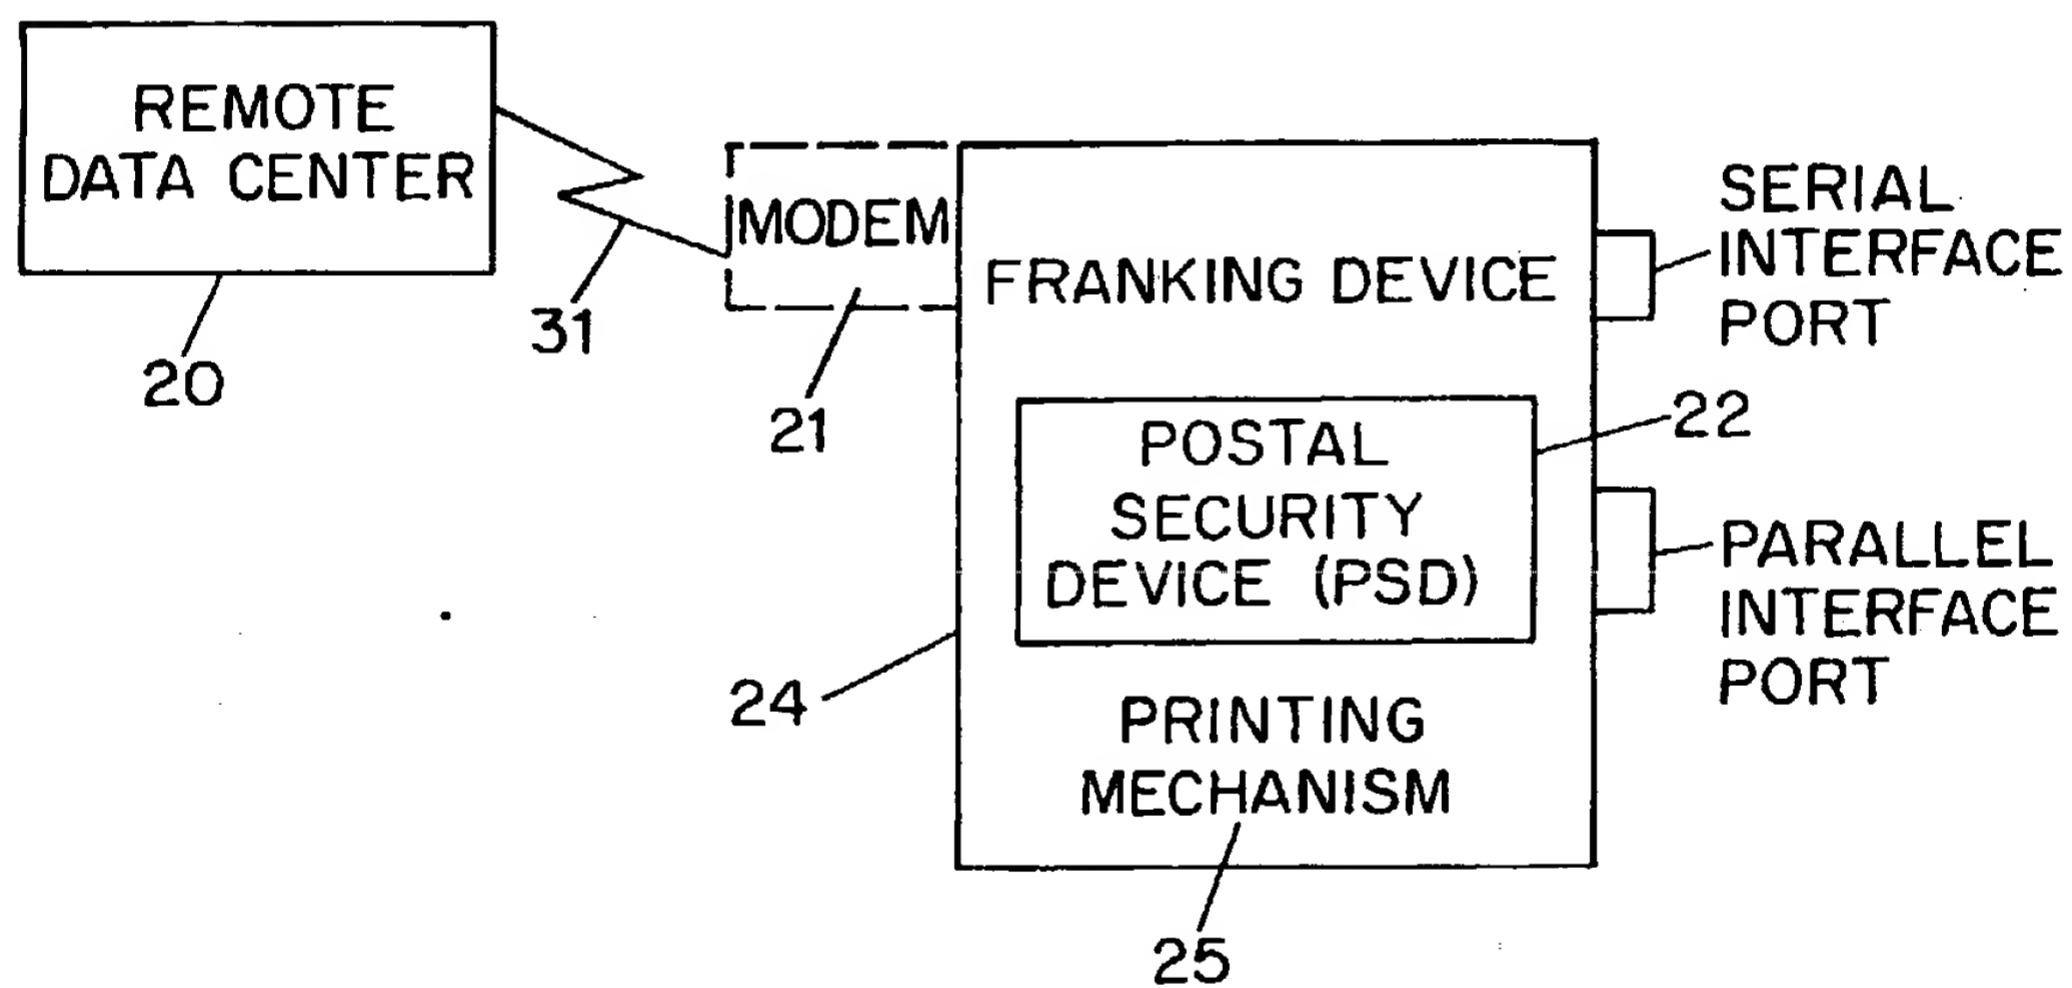 REMOTE
DATA CENTER
20
31
MODEM
21
FRANKING DEVICE
SERIAL
INTERFACE
PORT
22
POSTAL
SECURITY
DEVICE (PSD)
PARALLEL
INTERFACE
PORT
24
PRINTING
MECHANISM
25